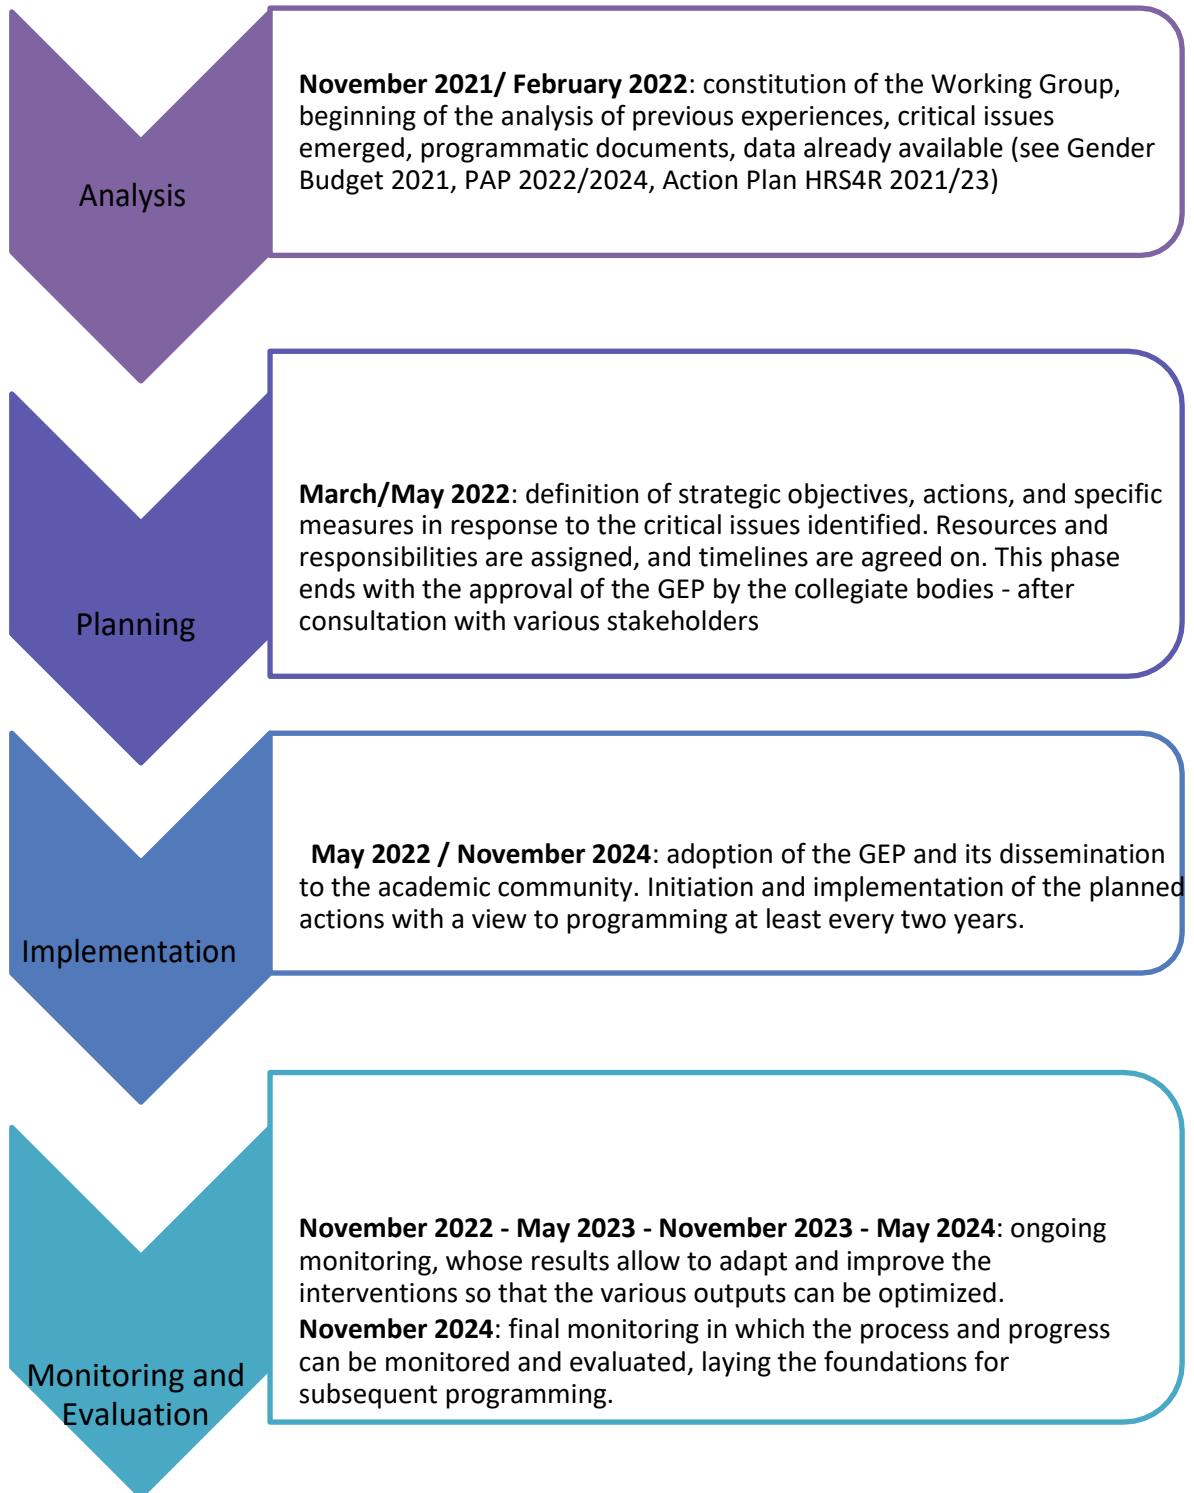 Analysis
November 2021/ February 2022: constitution of the Working Group,
beginning of the analysis of previous experiences, critical issues
emerged, programmatic documents, data already available (see Gender
Budget 2021, PAP 2022/2024, Action Plan HRS4R 2021/23)
Planning
March/May 2022: definition of strategic objectives, actions, and specific
measures in response to the critical issues identified. Resources and
responsibilities are assigned, and timelines are agreed on. This phase
ends with the approval of the GEP by the collegiate bodies - after
consultation with various stakeholders
Implementation
May 2022 / November 2024: adoption of the GEP and its dissemination
to the academic community. Initiation and implementation of the planned
actions with a view to programming at least every two years.
Monitoring and
Evaluation
November 2022 - May 2023 - November 2023 - May 2024: ongoing
monitoring, whose results allow to adapt and improve the
interventions so that the various outputs can be optimized.
November 2024: final monitoring in which the process and progress
can be monitored and evaluated, laying the foundations for
subsequent programming.